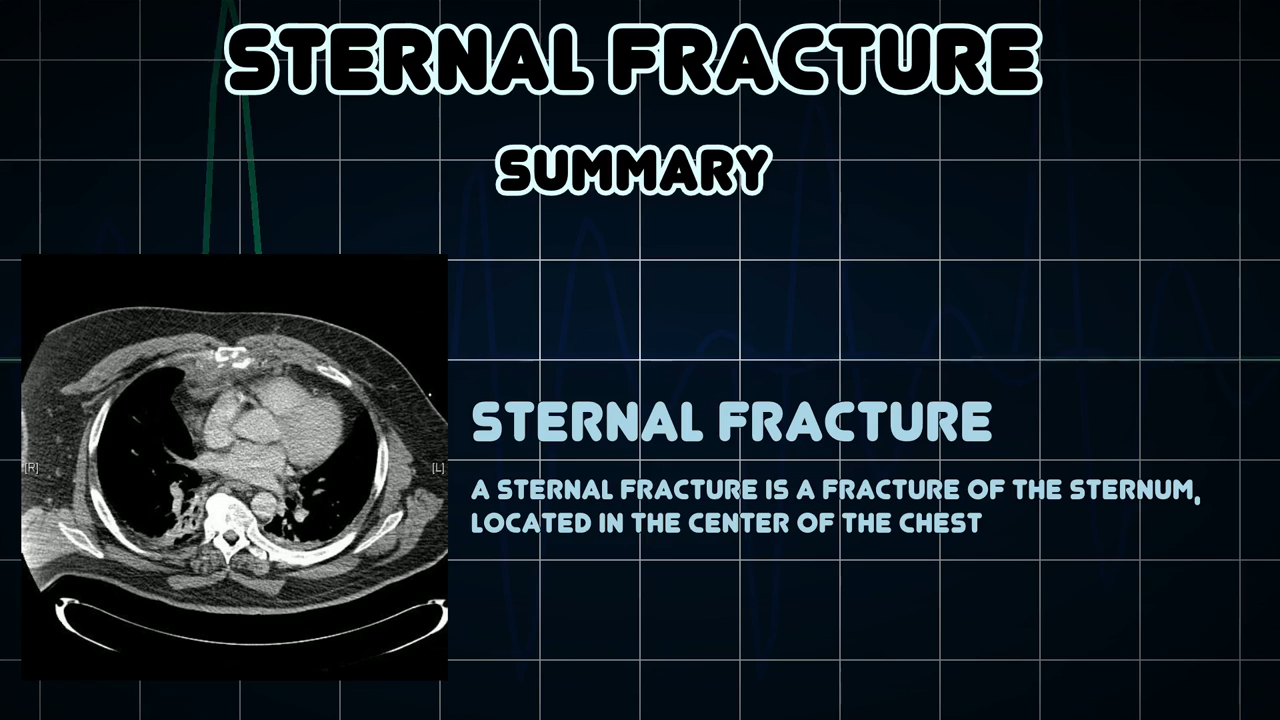 STERNAL FRACTURE
SUMMARY
[R]
[L]
STERNAL FRACTURE
A STERNAL FRACTURE IS A FRACTURE OF THE STERNUM,
LOCATED IN THE CENTER OF THE CHEST